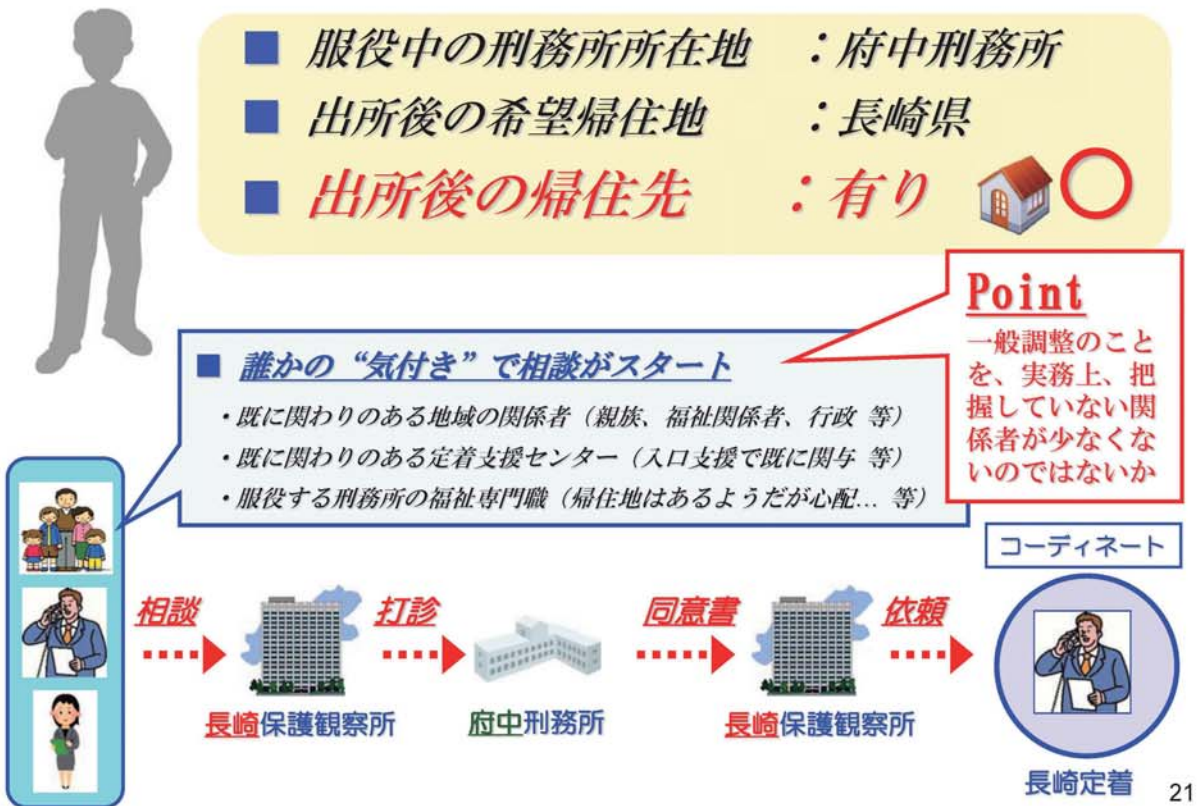 ■ 服役中の刑務所所在地 ：府中刑務所
■ 出所後の希望帰住地 ：長崎県
■ 出所後の帰住先 ：有り
Point
一般調整のこと
を、実務上、把
握していない関
係者が少なくな
いのではないか
■ 誰かの“気付き”で相談がスタート
・既に関わりのある地域の関係者（親族、福祉関係者、行政 等）
・既に関わりのある定着支援センター（入口支援で既に関与 等）
・服役する刑務所の福祉専門職（帰住地はあるようだが心配… 等）
コーディネート
相談
打診
同意書
依頼
長崎保護観察所
府中刑務所
長崎保護観察所
長崎定着
21